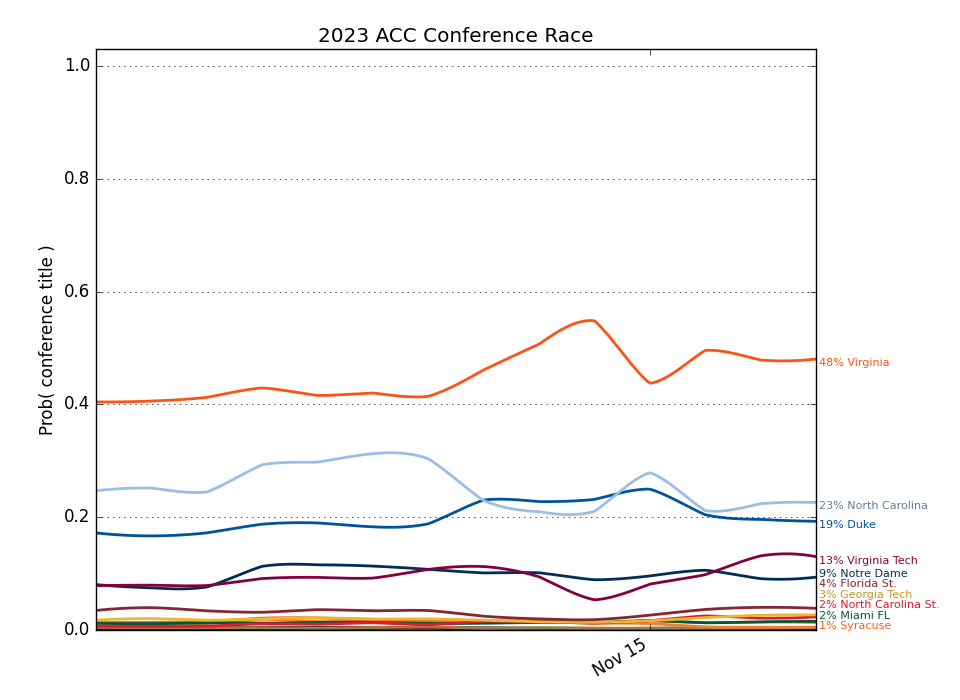 2023 ACC Conference Race
Prob( conference title )
1.0
0.8
0.6
0.4
0.2
0.0
Nov 15
48% Virginia
23% North Carolina
19% Duke
13% Virginia Tech
9% Notre Dame
4% Florida St.
3% Georgia Tech
2% North Carolina St.
2% Miami FL
1% Syracuse